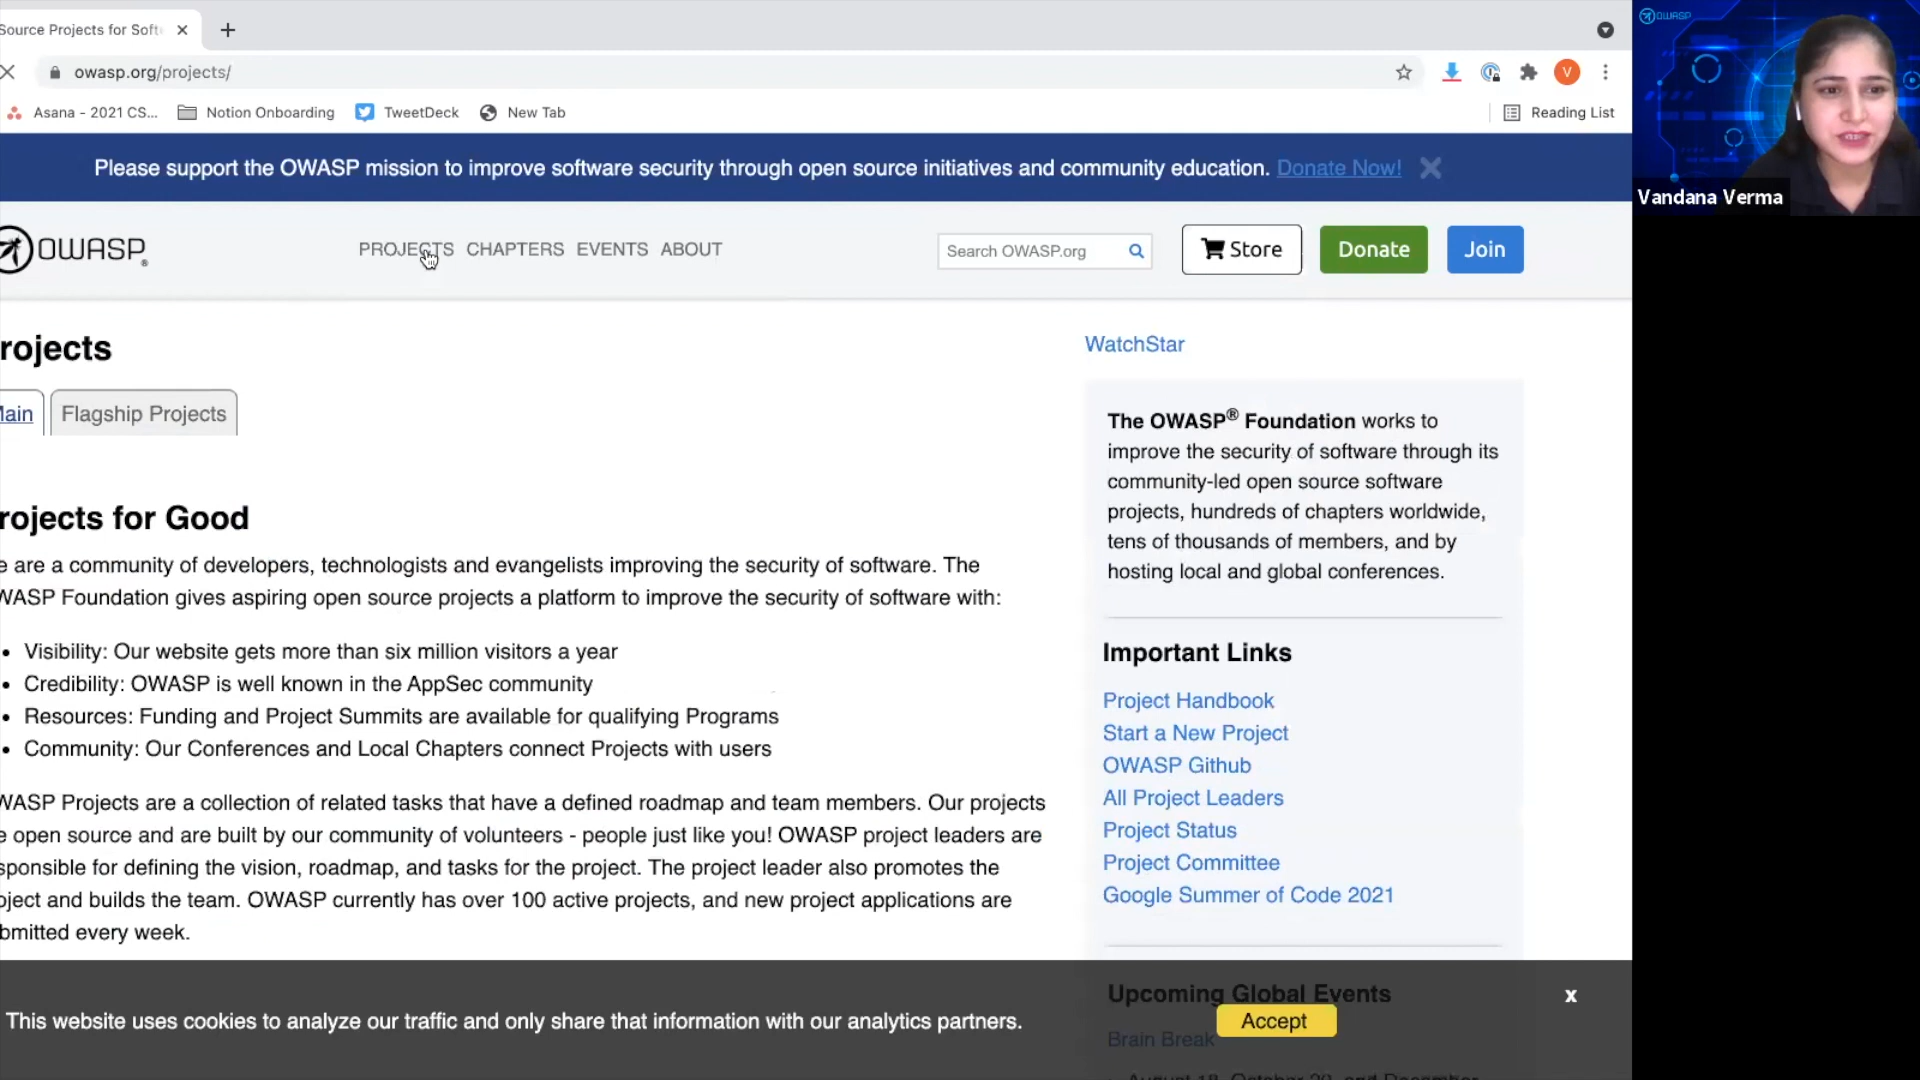 Source Projects for Soft
owasp.org/projects/
V
Asana - 2021 CS...
Notion Onboarding
TweetDeck
New Tab
Reading List
OWASP
Vandana Verma
Please support the OWASP mission to improve software security through open source initiatives and community education. Donate Now!
OWASP
PROJECTS CHAPTERS EVENTS ABOUT
Search OWASP.org
Store
Donate
Join
rojects
Main
Flagship Projects
rojects for Good
e are a community of developers, technologists and evangelists improving the security of software. The
WASP Foundation gives aspiring open source projects a platform to improve the security of software with:
• Visibility: Our website gets more than six million visitors a year
• Credibility: OWASP is well known in the AppSec community
• Resources: Funding and Project Summits are available for qualifying Programs
• Community: Our Conferences and Local Chapters connect Projects with users
WASP Projects are a collection of related tasks that have a defined roadmap and team members. Our projects
e open source and are built by our community of volunteers - people just like you! OWASP project leaders are
sponsible for defining the vision, roadmap, and tasks for the project. The project leader also promotes the
oject and builds the team. OWASP currently has over 100 active projects, and new project applications are
bmitted every week.
WatchStar
The OWASP® Foundation works to
improve the security of software through its
community-led open source software
projects, hundreds of chapters worldwide,
tens of thousands of members, and by
hosting local and global conferences.
Important Links
Project Handbook
Start a New Project
OWASP Github
All Project Leaders
Project Status
Project Committee
Google Summer of Code 2021
Upcoming Global Events
Brain Break
This website uses cookies to analyze our traffic and only share that information with our analytics partners.
Accept
x